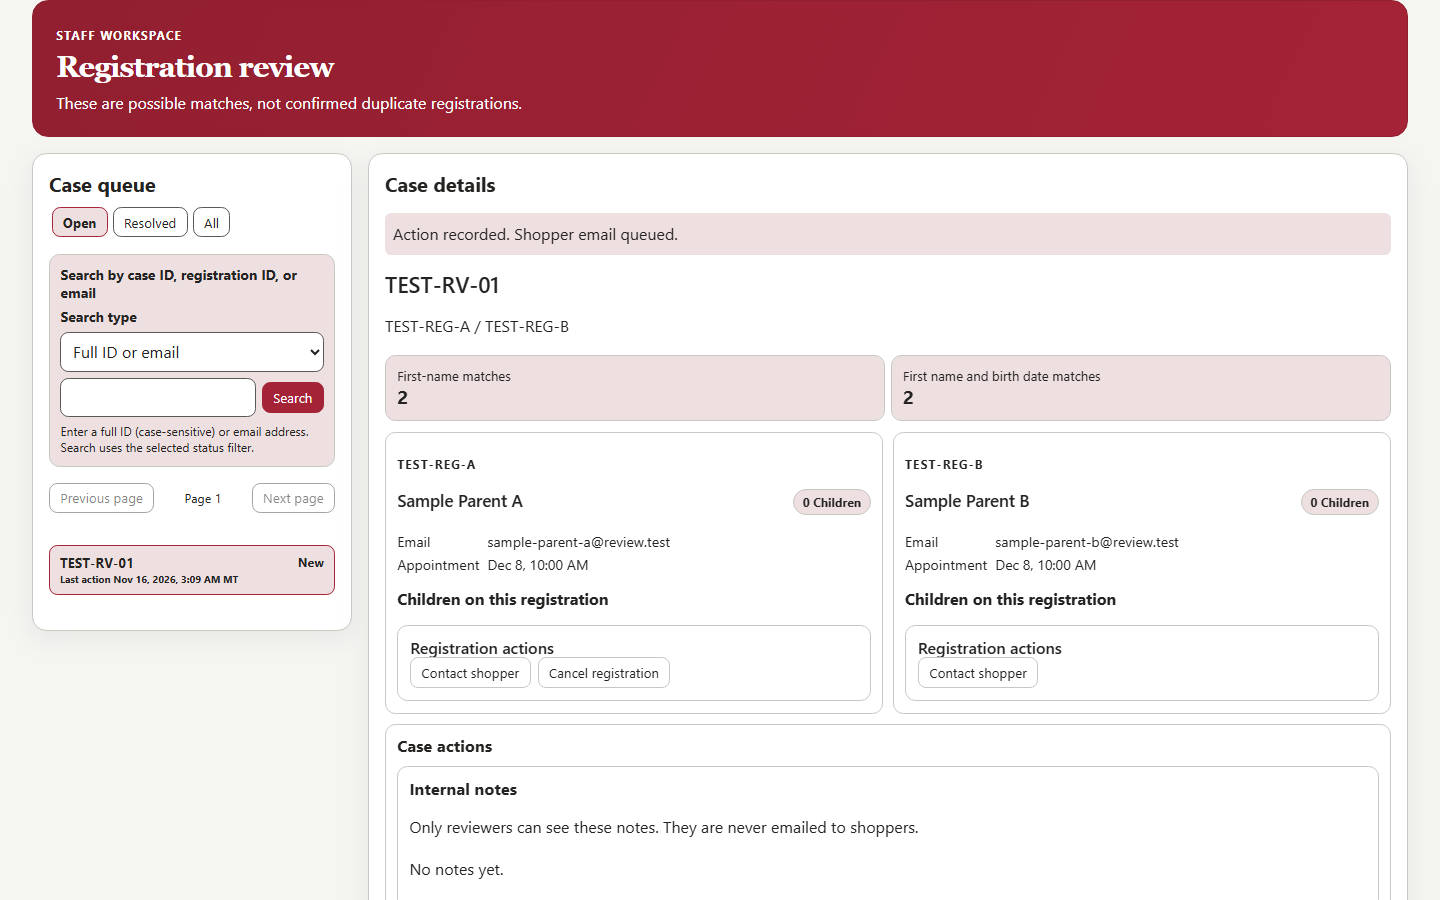 STAFF WORKSPACE
Registration review
These are possible matches, not confirmed duplicate registrations.
Case queue
Open
Resolved
All
Search by case ID, registration ID, or
email
Search type
Full ID or email
Search
Enter a full ID (case-sensitive) or email address.
Search uses the selected status filter.
Previous page
Page 1
Next page
TEST-RV-01
New
Last action Nov 16, 2026, 3:09 AM MT
Case details
Action recorded. Shopper email queued.
TEST-RV-01
TEST-REG-A / TEST-REG-B
First-name matches
2
First name and birth date matches
2
TEST-REG-A
Sample Parent A
0 Children
Email sample-parent-a@review.test
Appointment Dec 8, 10:00 AM
Children on this registration
Registration actions
Contact shopper
Cancel registration
TEST-REG-B
Sample Parent B
0 Children
Email sample-parent-b@review.test
Appointment Dec 8, 10:00 AM
Children on this registration
Registration actions
Contact shopper
Case actions
Internal notes
Only reviewers can see these notes. They are never emailed to shoppers.
No notes yet.